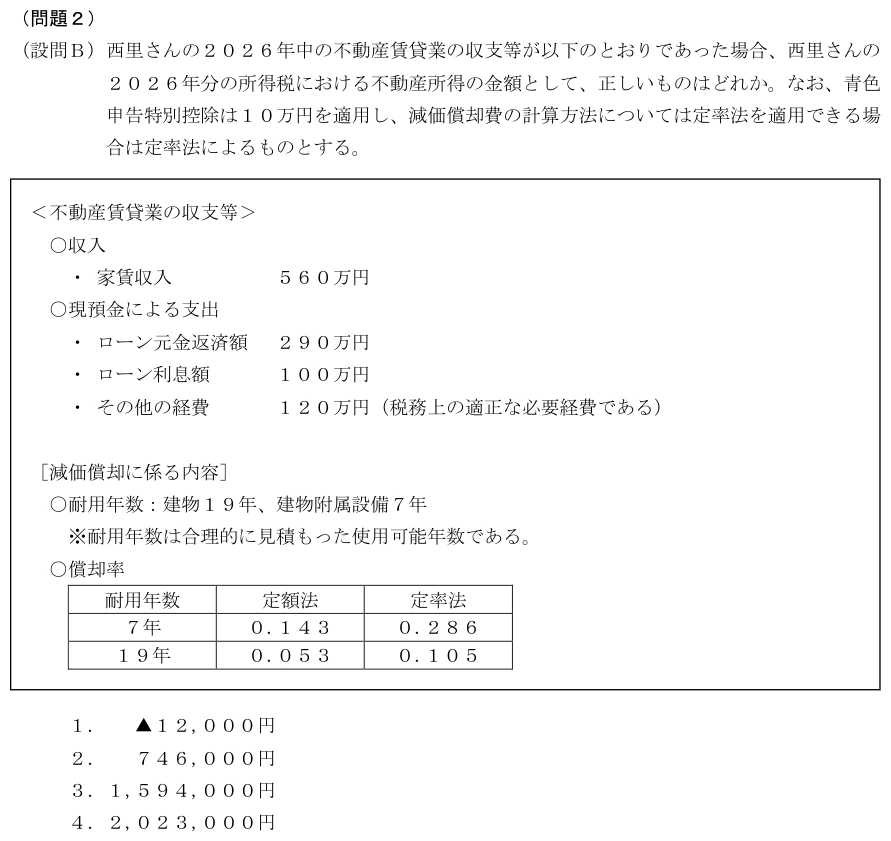 （問題２）
（設問Ｂ）西里さんの２０２６年中の不動産賃貸業の収支等が以下のとおりであった場合、西里さんの
２０２６年分の所得税における不動産所得の金額として、正しいものはどれか。なお、青色
申告特別控除は１０万円を適用し、減価償却費の計算方法については定率法を適用できる場
合は定率法によるものとする。
＜不動産賃貸業の収支等＞
○収入
・ 家賃収入 ５６０万円
○現預金による支出
・ ローン元金返済額 ２９０万円
・ ローン利息額 １００万円
・ その他の経費 １２０万円（税務上の適正な必要経費である）
［減価償却に係る内容］
○耐用年数：建物１９年、建物附属設備７年
※耐用年数は合理的に見積もった使用可能年数である。
○償却率
耐用年数 定額法 定率法
７年 ０.１４３ ０.２８６
１９年 ０.０５３ ０.１０５
１. ▲１２,０００円
２. ７４６,０００円
３. １,５９４,０００円
４. ２,０２３,０００円